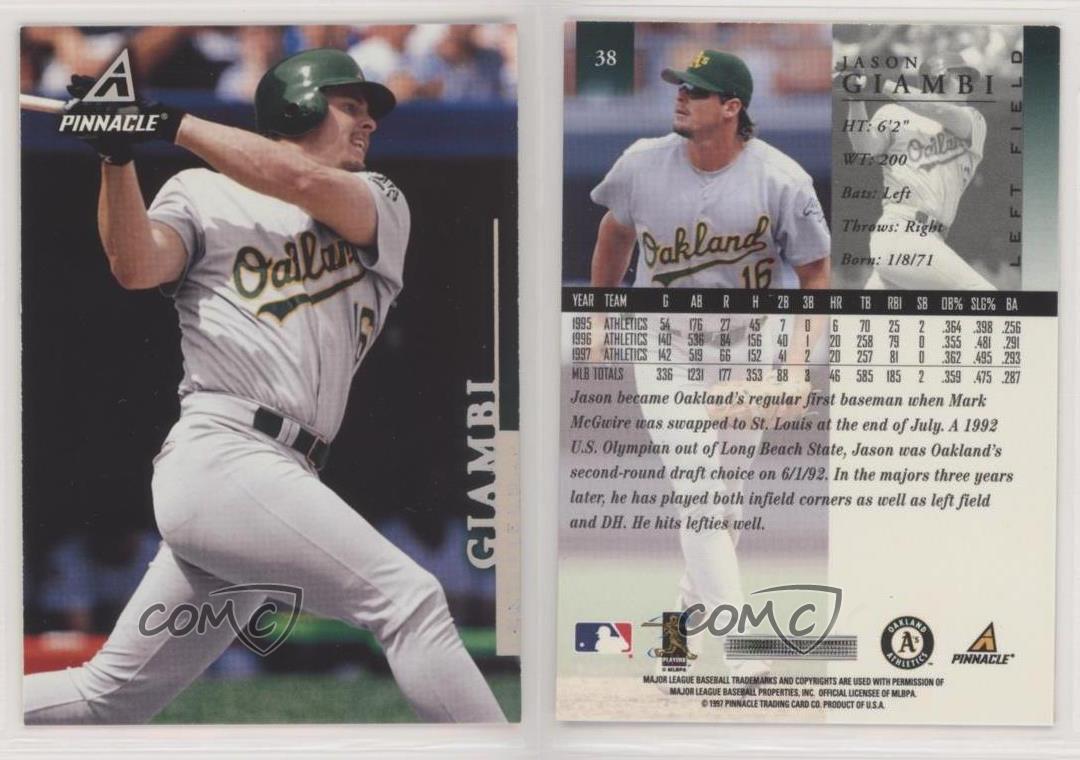 PINNACLE®
Oakland
16
GIAMBI
COMC
38
A's
JASON
GIAMBI
HT: 6'2"
WT: 200
Bats: Left
Throws: Right
Born: 1/8/71
LEFT FIELD
Oakland
16
Oakland
YEAR TEAM G AB R H 2B 3B HR TB RBI SB OB% SLG% BA
1995 ATHLETICS 54 176 27 45 7 0 6 70 25 2 .364 .398 .256
1996 ATHLETICS 140 536 84 156 40 1 20 258 79 0 .355 .481 .291
1997 ATHLETICS 142 519 66 152 41 2 20 257 81 0 .362 .495 .293
MLB TOTALS 336 1231 177 353 88 3 46 585 185 2 .359 .475 .287
Jason became Oakland's regular first baseman when Mark
McGwire was swapped to St. Louis at the end of July. A 1992
U.S. Olympian out of Long Beach State, Jason was Oakland's
second-round draft choice on 6/1/92. In the majors three years
later, he has played both infield corners as well as left field
and DH. He hits lefties well.
COMC
PLAYERS
© MLBPA
OAKLAND
A's
ATHLETICS
™
PINNACLE®
MAJOR LEAGUE BASEBALL TRADEMARKS AND COPYRIGHTS ARE USED WITH PERMISSION OF
MAJOR LEAGUE BASEBALL PROPERTIES, INC. OFFICIAL LICENSEE OF MLBPA.
© 1997 PINNACLE TRADING CARD CO. PRODUCT OF U.S.A.